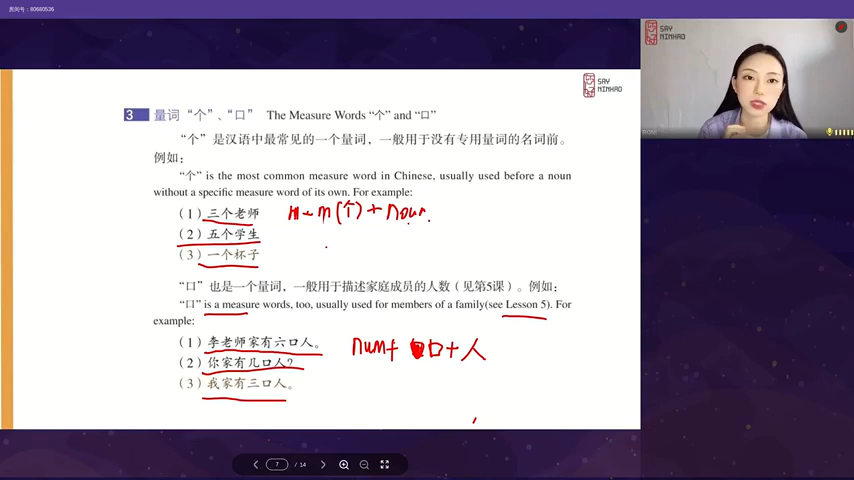 房间号：80680536
SAY
NINHAO
SAY
NINHAO
3 量词 “个”、“口” The Measure Words “个” and “口”
“个” 是汉语中最常见的一个量词，一般用于没有专用量词的名词前。
例如：
“个” is the most common measure word in Chinese, usually used before a noun
without a specific measure word of its own. For example:
（1）三个老师
m(个)+noun.
（2）五个学生
（3）一个杯子
“口” 也是一个量词，一般用于描述家庭成员的人数（见第5课）。例如：
“口” is a measure words, too, usually used for members of a family(see Lesson 5). For
example:
（1）李老师家有六口人。
num+ 口+人
（2）你家有几口人？
（3）我家有三口人。
7 / 14